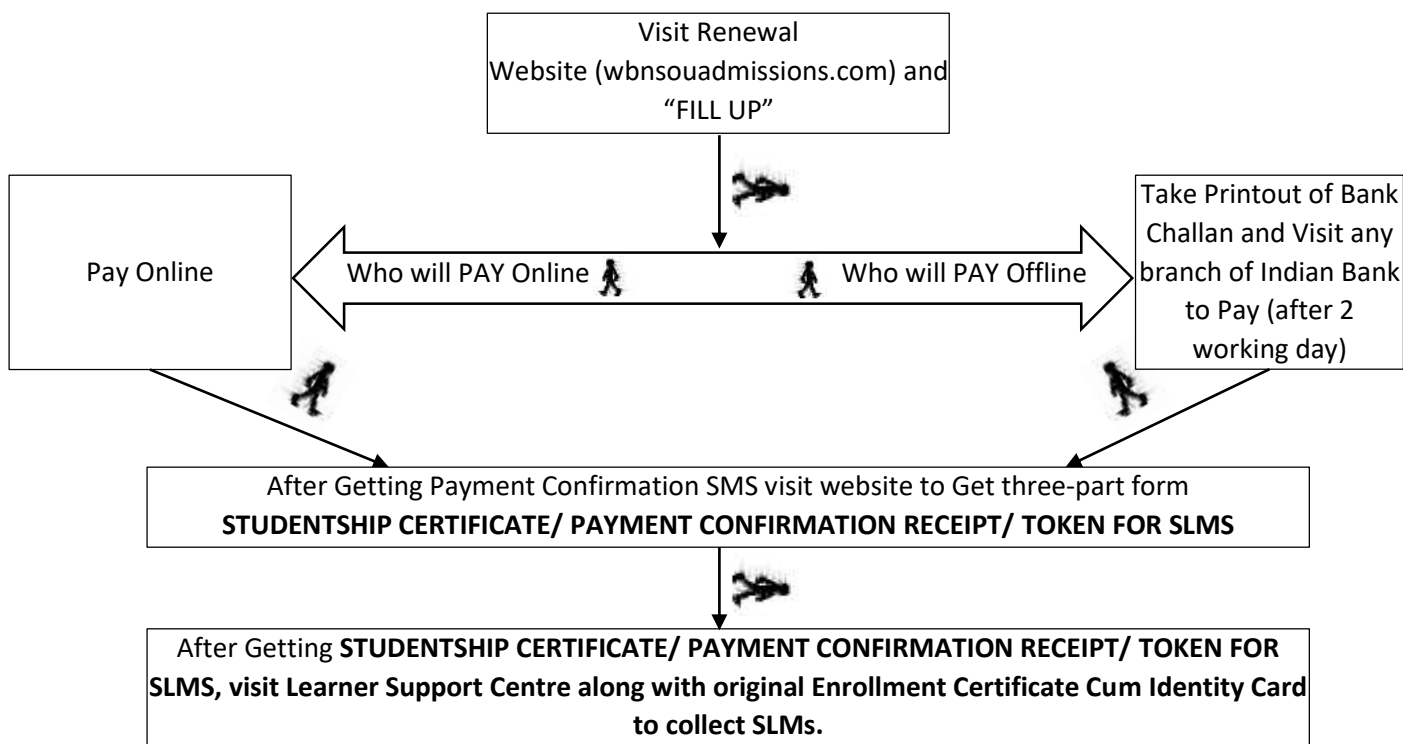 Visit Renewal
Website (wbnsouadmissions.com) and
“FILL UP”
Pay Online
Who will PAY Online
Who will PAY Offline
Take Printout of Bank
Challan and Visit any
branch of Indian Bank
to Pay (after 2
working day)
After Getting Payment Confirmation SMS visit website to Get three-part form
STUDENTSHIP CERTIFICATE/ PAYMENT CONFIRMATION RECEIPT/ TOKEN FOR SLMS
After Getting STUDENTSHIP CERTIFICATE/ PAYMENT CONFIRMATION RECEIPT/ TOKEN FOR
SLMS, visit Learner Support Centre along with original Enrollment Certificate Cum Identity Card
to collect SLMs.